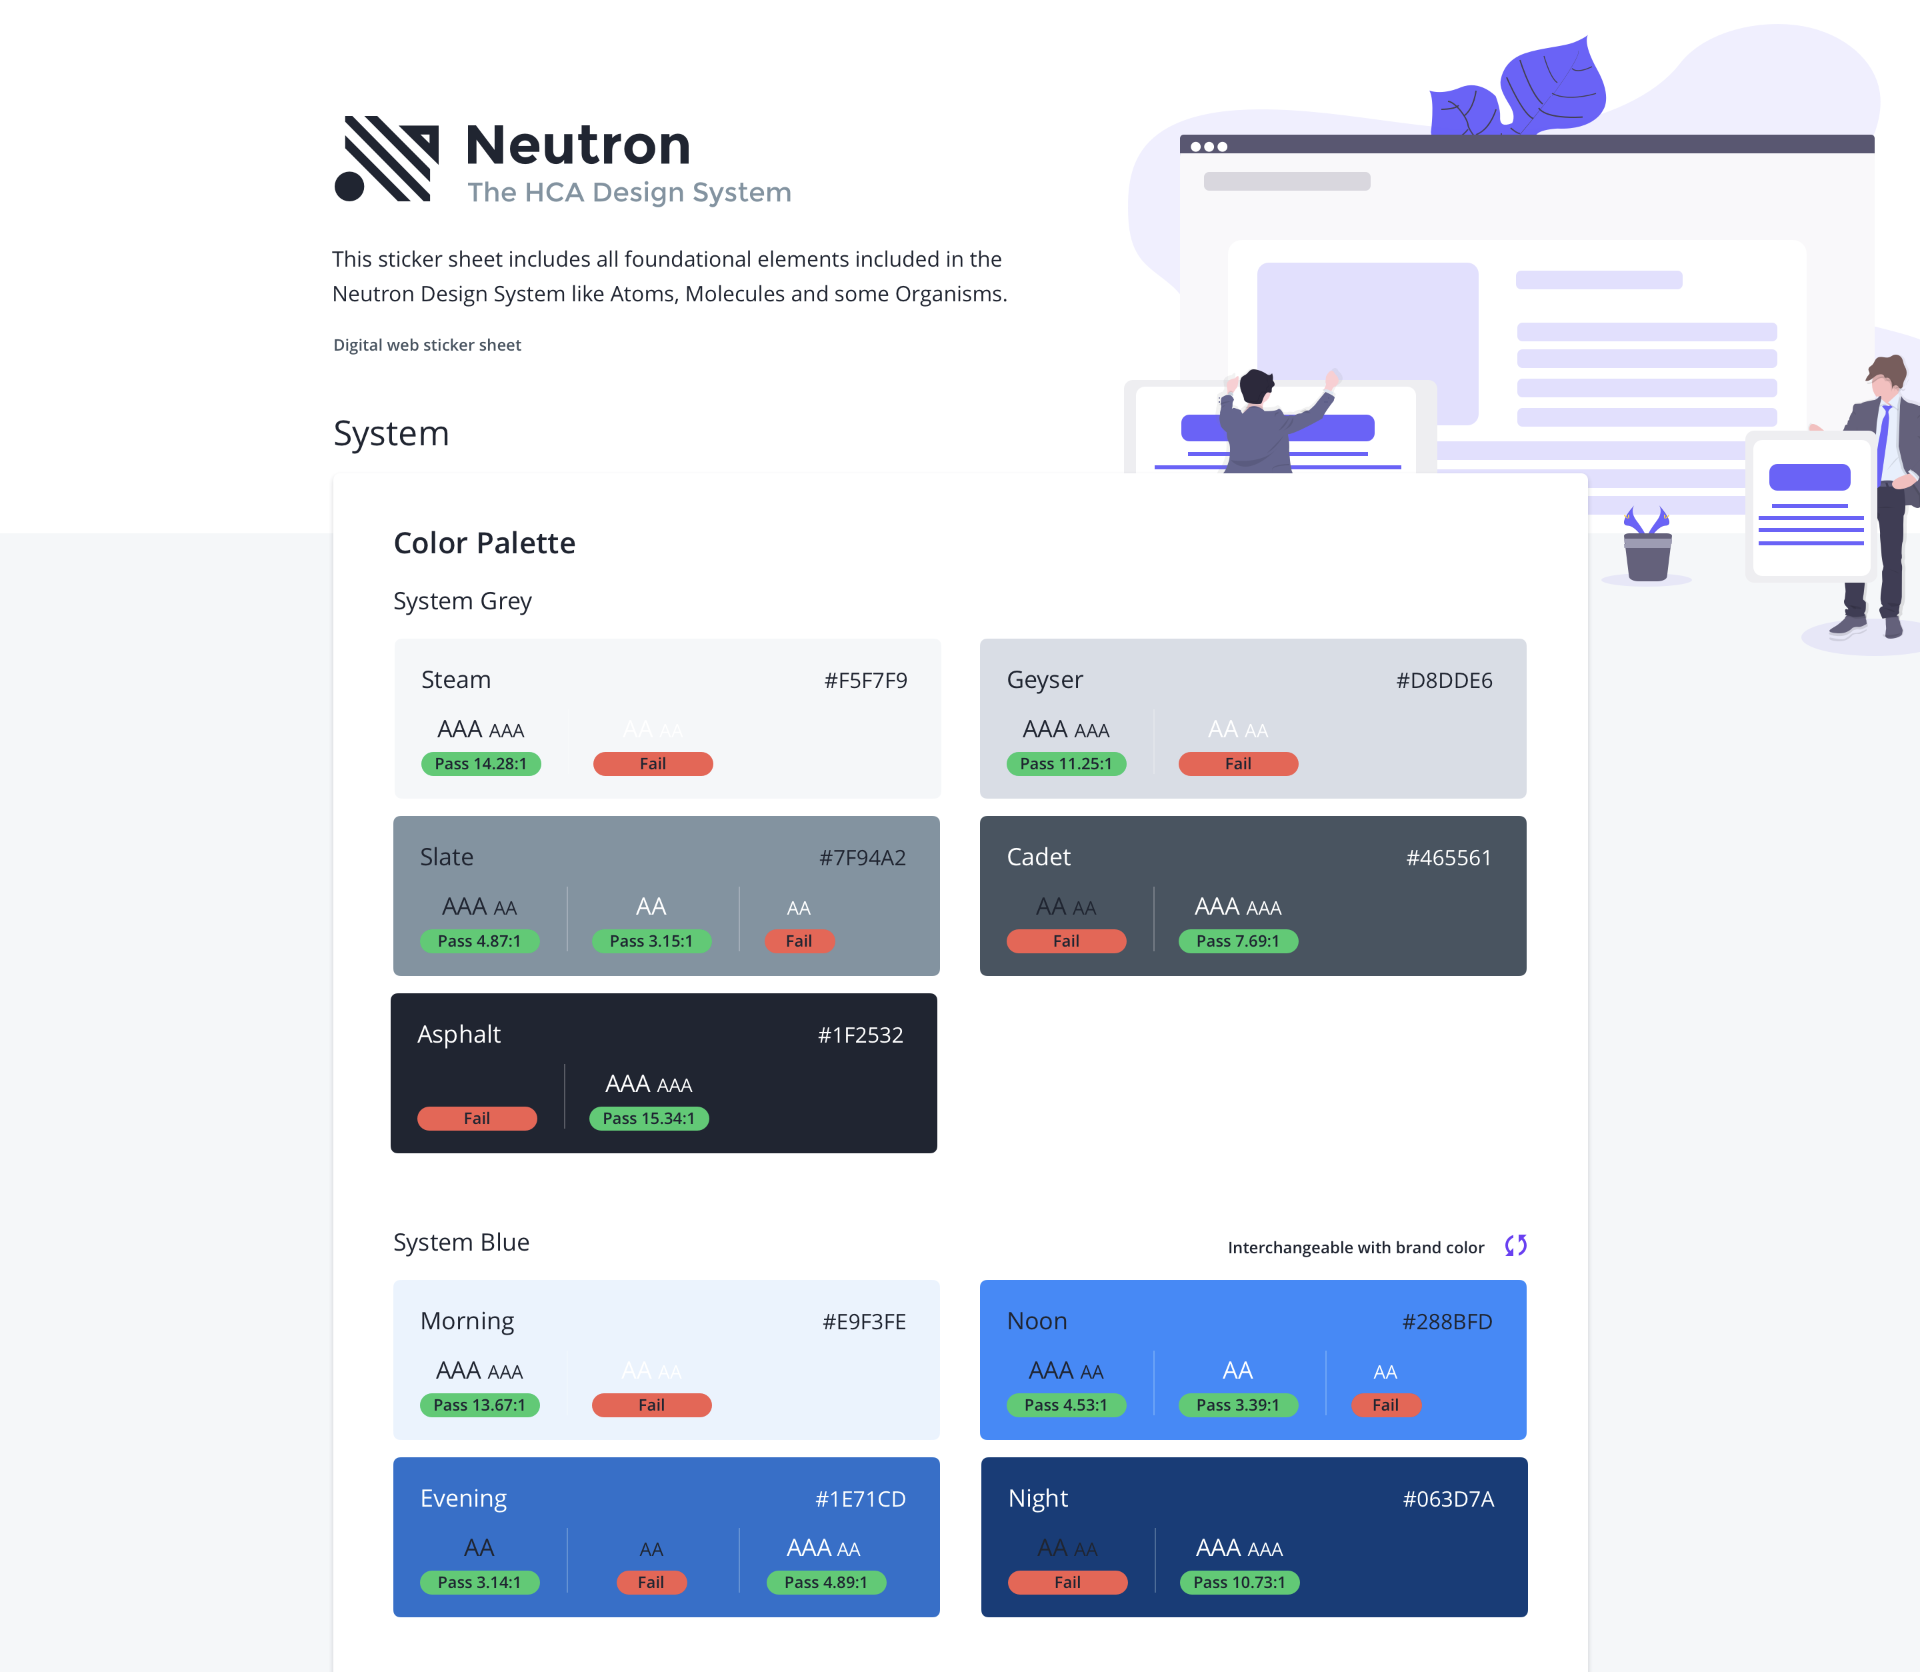 Neutron
The HCA Design System
This sticker sheet includes all foundational elements included in the
Neutron Design System like Atoms, Molecules and some Organisms.
Digital web sticker sheet
System
Color Palette
System Grey
Steam #F5F7F9
AAA AAA AA AA
Pass 14.28:1 Fail
Geyser #D8DDE6
AAA AAA AA AA
Pass 11.25:1 Fail
Slate #7F94A2
AAA AA AA AA
Pass 4.87:1 Pass 3.15:1 Fail
Cadet #465561
AA AA AAA AAA
Fail Pass 7.69:1
Asphalt #1F2532
AAA AAA
Fail Pass 15.34:1
System Blue
Interchangeable with brand color
Morning #E9F3FE
AAA AAA AA AA
Pass 13.67:1 Fail
Noon #288BFD
AAA AA AA AA
Pass 4.53:1 Pass 3.39:1 Fail
Evening #1E71CD
AA AA AAA AA
Pass 3.14:1 Fail Pass 4.89:1
Night #063D7A
AA AA AAA AAA
Fail Pass 10.73:1